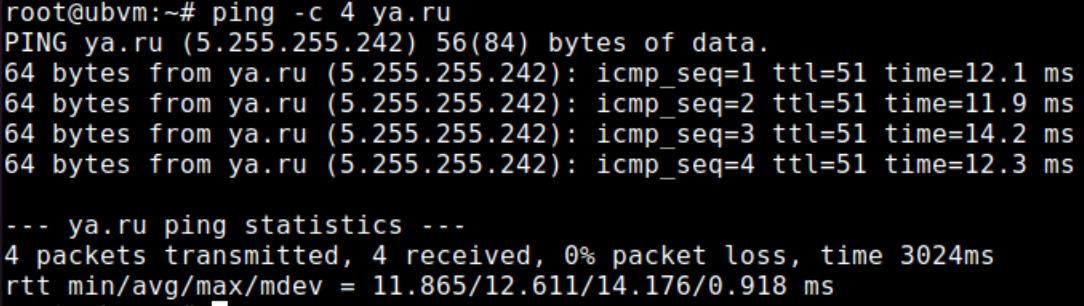 root@ubvm:~# ping -c 4 ya.ru
PING ya.ru (5.255.255.242) 56(84) bytes of data.
64 bytes from ya.ru (5.255.255.242): icmp_seq=1 ttl=51 time=12.1 ms
64 bytes from ya.ru (5.255.255.242): icmp_seq=2 ttl=51 time=11.9 ms
64 bytes from ya.ru (5.255.255.242): icmp_seq=3 ttl=51 time=14.2 ms
64 bytes from ya.ru (5.255.255.242): icmp_seq=4 ttl=51 time=12.3 ms
--- ya.ru ping statistics ---
4 packets transmitted, 4 received, 0% packet loss, time 3024ms
rtt min/avg/max/mdev = 11.865/12.611/14.176/0.918 ms